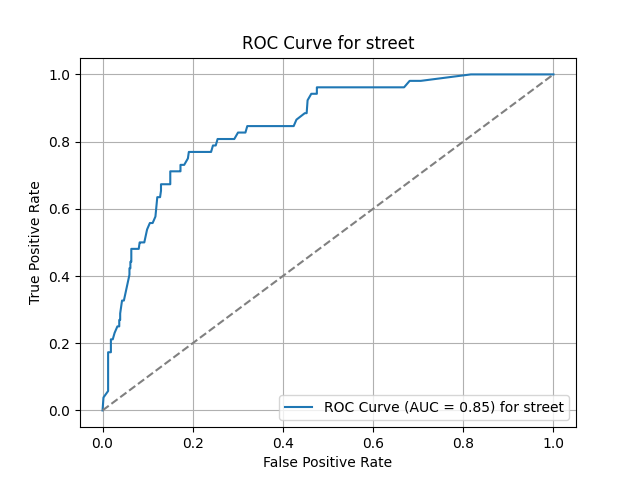 ROC Curve for street
True Positive Rate
1.0
0.8
0.6
0.4
0.2
0.0
ROC Curve (AUC = 0.85) for street
0.0 0.2 0.4 0.6 0.8 1.0
False Positive Rate